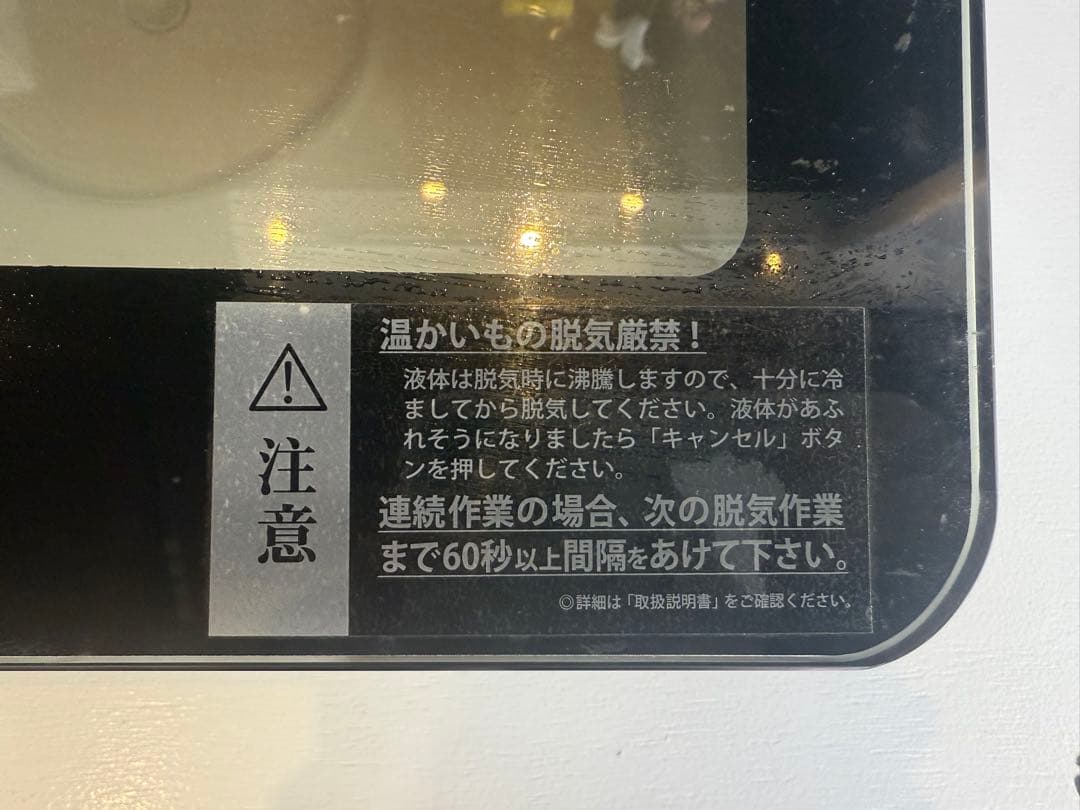 注意
温かいもの脱気厳禁！
液体は脱気時に沸騰しますので、十分に冷
ましてから脱気してください。液体があふ
れそうになりましたら「キャンセル」ボタ
ンを押してください。
連続作業の場合、次の脱気作業
まで60秒以上間隔をあけて下さい。
◎詳細は「取扱説明書」をご確認ください。